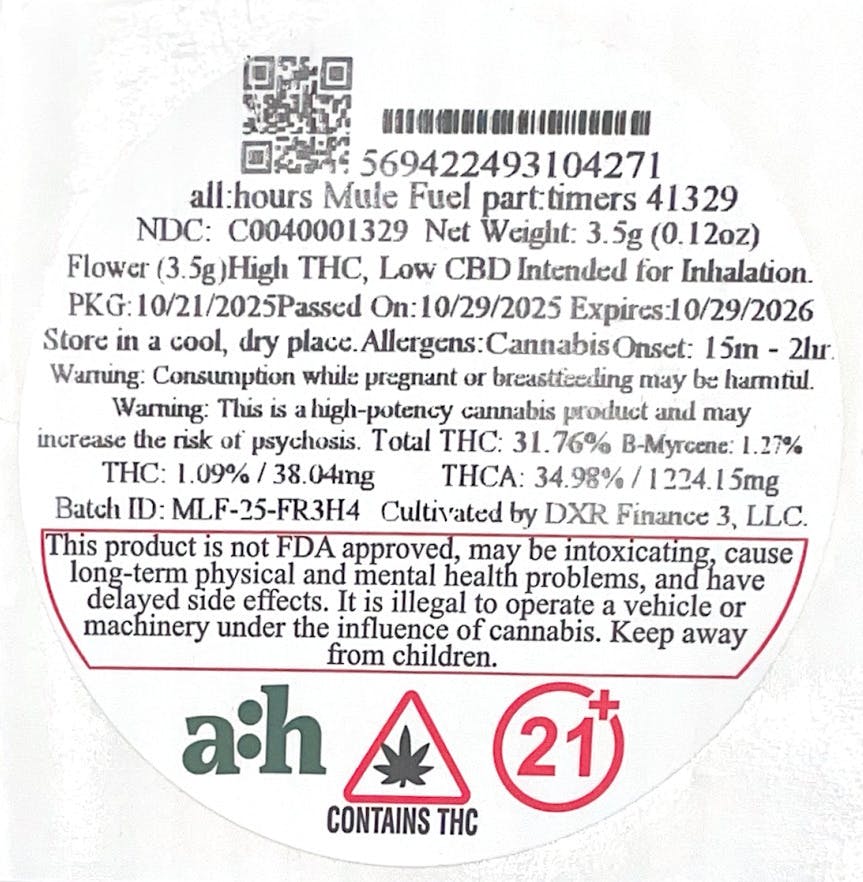 569422493104271
all:hours Mule Fuel part:timers 41329
NDC: C0040001329 Net Weight: 3.5g (0.12oz)
Flower (3.5g)High THC, Low CBD Intended for Inhalation.
PKG:10/21/2025Passed On:10/29/2025 Expires:10/29/2026
Store in a cool, dry place.Allergens:Cannabis Onset: 15m - 2hr.
Warning: Consumption while pregnant or breastfeeding may be harmful.
Warning: This is a high-potency cannabis product and may
increase the risk of psychosis. Total THC: 31.76% B-Myrcene: 1.27%
THC: 1.09% / 38.04mg THCA: 34.98% / 1224.15mg
Batch ID: MLF-25-FR3H4 Cultivated by DXR Finance 3, LLC.
This product is not FDA approved, may be intoxicating, cause
long-term physical and mental health problems, and have
delayed side effects. It is illegal to operate a vehicle or
machinery under the influence of cannabis. Keep away
from children.
a:h
21+
CONTAINS THC